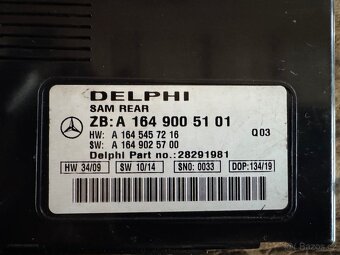 DELPHI
SAM REAR
ZB: A 164 900 51 01
HW: A 164 545 72 16 Q03
SW: A 164 902 57 00
Delphi Part no.: 28291981
HW 34/09 SW 10/14 SNO: 0033 DOP: 134/19